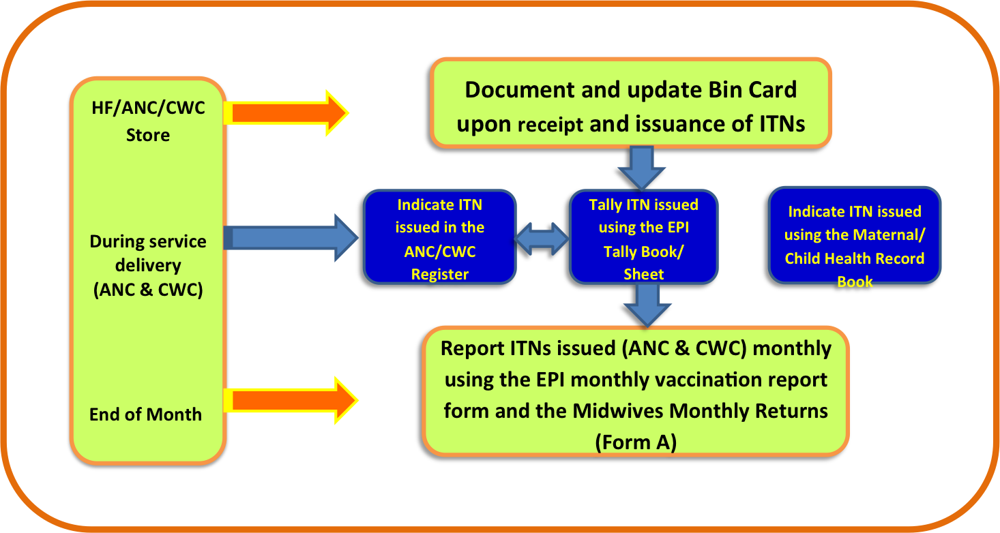 HF/ANC/CWC
Store
During service
delivery
(ANC & CWC)
End of Month
Document and update Bin Card
upon receipt and issuance of ITNs
Indicate ITN
issued in the
ANC/CWC
Register
Tally ITN issued
using the EPI
Tally Book/
Sheet
Indicate ITN issued
using the Maternal/
Child Health Record
Book
Report ITNs issued (ANC & CWC) monthly
using the EPI monthly vaccination report
form and the Midwives Monthly Returns
(Form A)